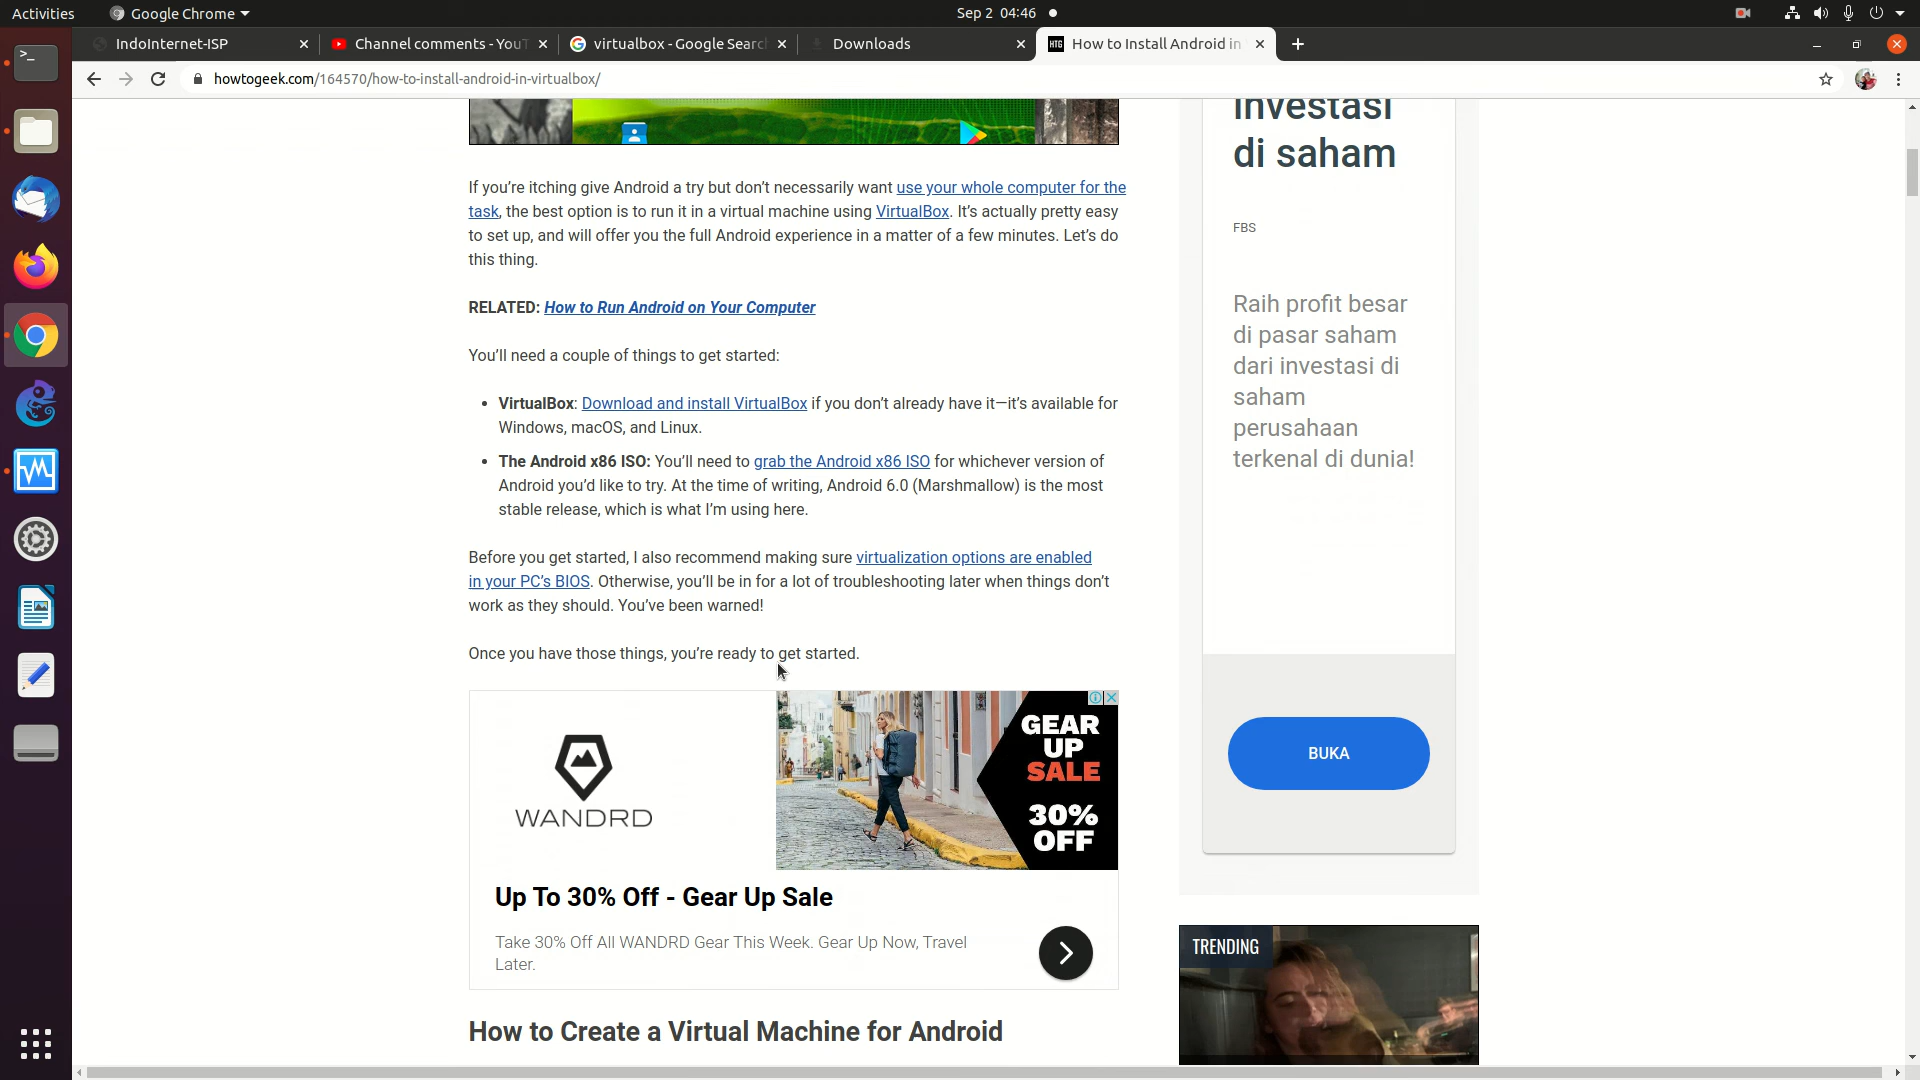 Activities
Google Chrome
Sep 2 04:46
IndoInternet-ISP
Channel comments - YouT
virtualbox - Google Searc
Downloads
HTG
How to Install Android in
howtogeek.com/164570/how-to-install-android-in-virtualbox/
If you’re itching give Android a try but don’t necessarily want use your whole computer for the
task, the best option is to run it in a virtual machine using VirtualBox. It’s actually pretty easy
to set up, and will offer you the full Android experience in a matter of a few minutes. Let’s do
this thing.
RELATED: How to Run Android on Your Computer
You’ll need a couple of things to get started:
• VirtualBox: Download and install VirtualBox if you don’t already have it—it’s available for
Windows, macOS, and Linux.
• The Android x86 ISO: You’ll need to grab the Android x86 ISO for whichever version of
Android you’d like to try. At the time of writing, Android 6.0 (Marshmallow) is the most
stable release, which is what I’m using here.
Before you get started, I also recommend making sure virtualization options are enabled
in your PC’s BIOS. Otherwise, you’ll be in for a lot of troubleshooting later when things don’t
work as they should. You’ve been warned!
Once you have those things, you’re ready to get started.
WANDRD
GEAR
UP
SALE
30%
OFF
Up To 30% Off - Gear Up Sale
Take 30% Off All WANDRD Gear This Week. Gear Up Now, Travel
Later.
How to Create a Virtual Machine for Android
investasi
di saham
FBS
Raih profit besar
di pasar saham
dari investasi di
saham
perusahaan
terkenal di dunia!
BUKA
TRENDING